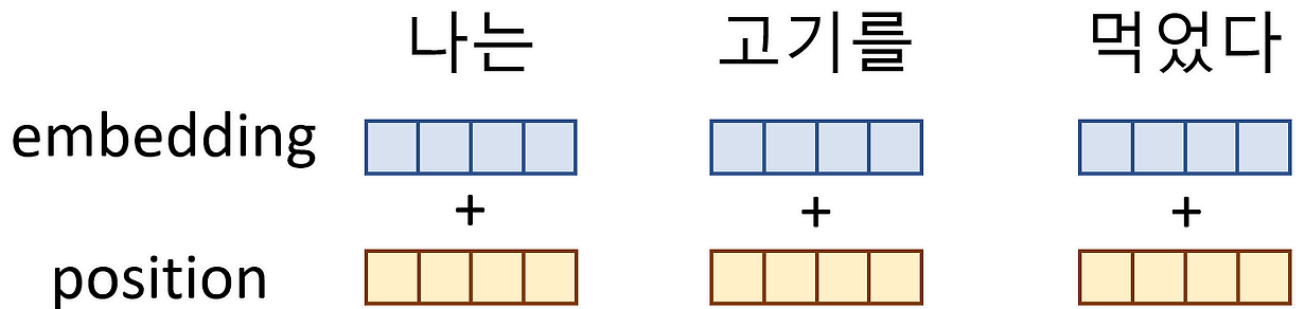 나는 고기를 먹었다
embedding
+ + +
position